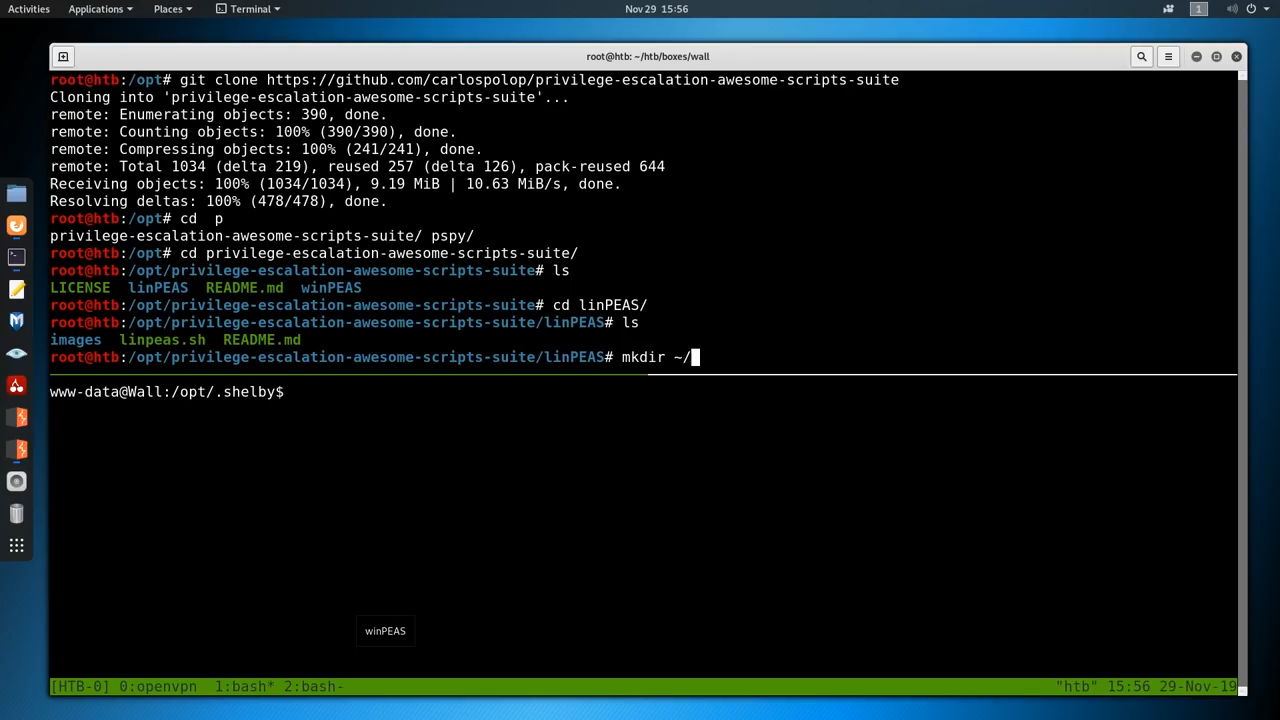 Activities Applications Places Terminal Nov 29 15:56 1
root@htb: ~/htb/boxes/wall
root@htb:/opt# git clone https://github.com/carlospolop/privilege-escalation-awesome-scripts-suite
Cloning into 'privilege-escalation-awesome-scripts-suite'...
remote: Enumerating objects: 390, done.
remote: Counting objects: 100% (390/390), done.
remote: Compressing objects: 100% (241/241), done.
remote: Total 1034 (delta 219), reused 257 (delta 126), pack-reused 644
Receiving objects: 100% (1034/1034), 9.19 MiB | 10.63 MiB/s, done.
Resolving deltas: 100% (478/478), done.
root@htb:/opt# cd  p
privilege-escalation-awesome-scripts-suite/ pspy/
root@htb:/opt# cd privilege-escalation-awesome-scripts-suite/
root@htb:/opt/privilege-escalation-awesome-scripts-suite# ls
LICENSE  linPEAS  README.md  winPEAS
root@htb:/opt/privilege-escalation-awesome-scripts-suite# cd linPEAS/
root@htb:/opt/privilege-escalation-awesome-scripts-suite/linPEAS# ls
images  linpeas.sh  README.md
root@htb:/opt/privilege-escalation-awesome-scripts-suite/linPEAS# mkdir ~/
www-data@Wall:/opt/.shelby$
winPEAS
[HTB-0] 0:openvpn  1:bash* 2:bash- "htb" 15:56 29-Nov-19